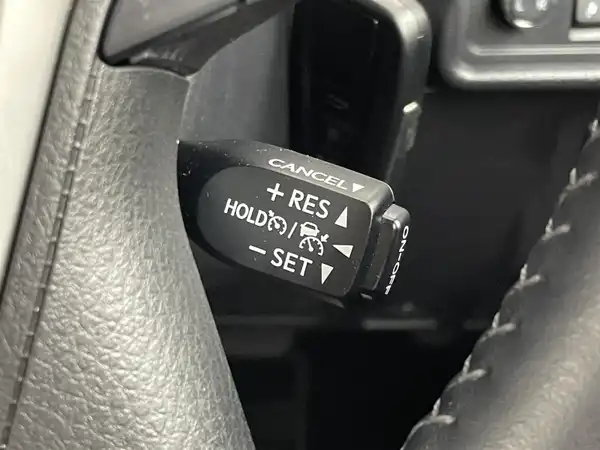 CANCEL▼
+ RES ▲
HOLD / ◀
− SET ▼
ON-OFF